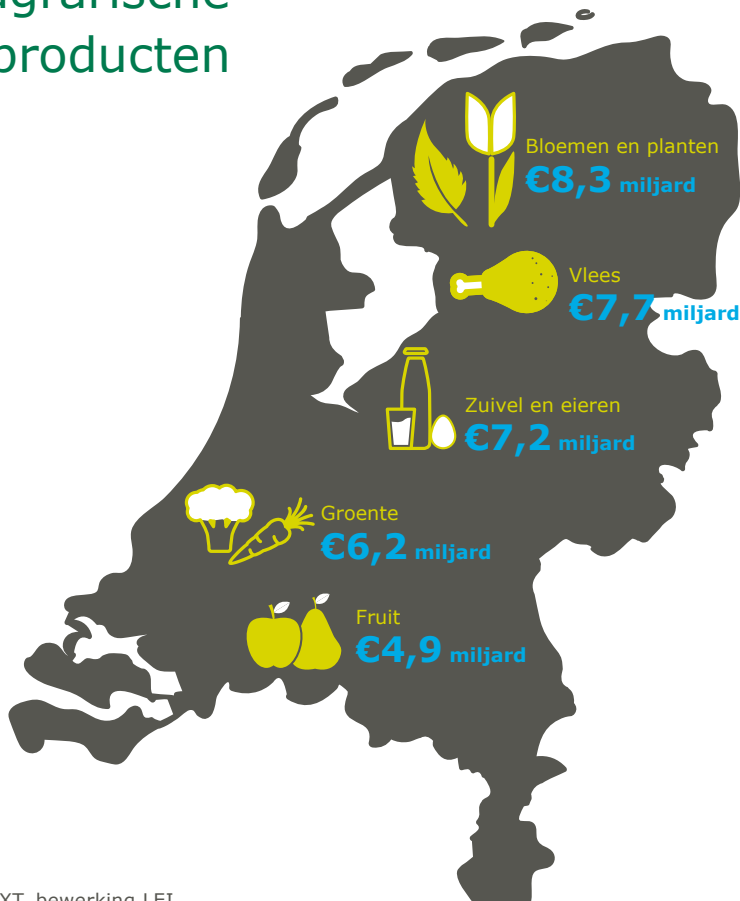 agrarische
producten
Bloemen en planten
€8,3 miljard
Vlees
€7,7 miljard
Zuivel en eieren
€7,2 miljard
Groente
€6,2 miljard
Fruit
€4,9 miljard
XT, bewerking LEI